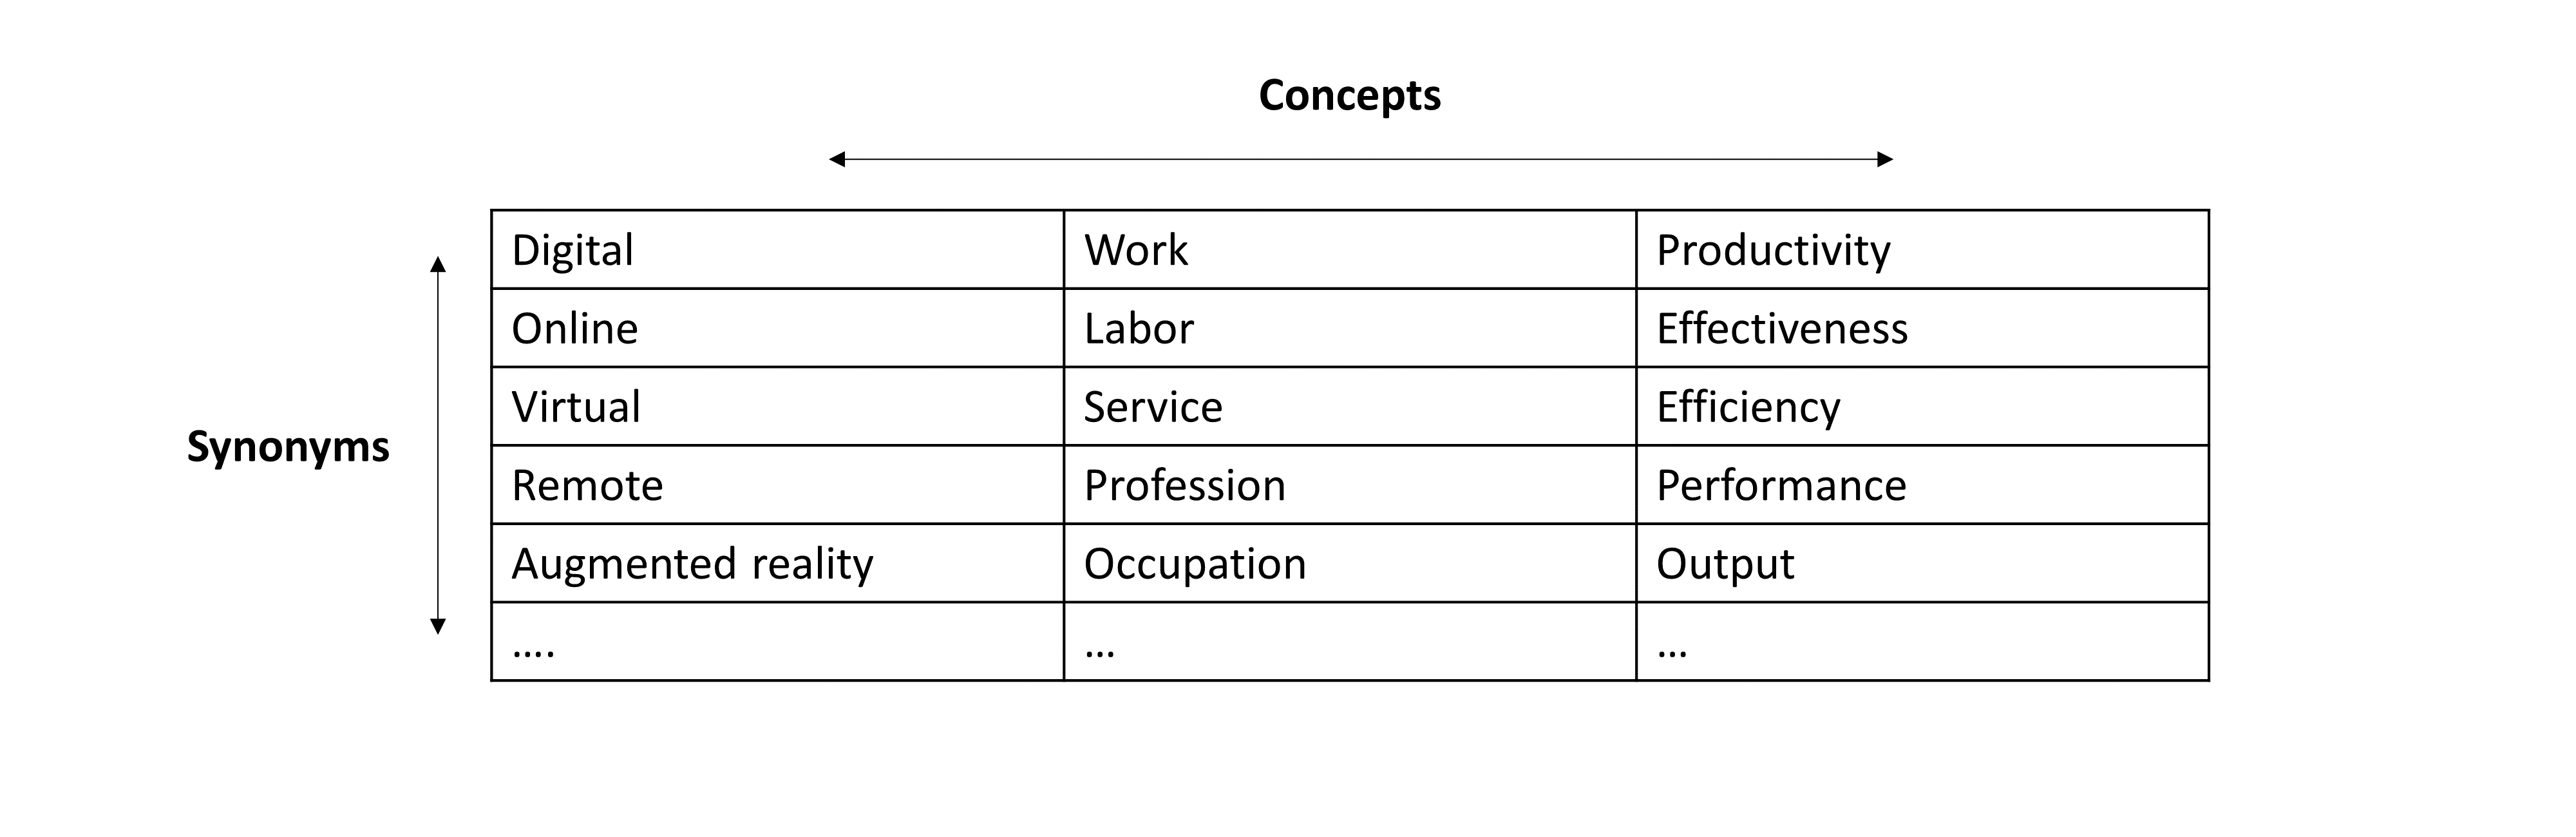 Concepts
Digital Work Productivity
Online Labor Effectiveness
Virtual Service Efficiency
Synonyms
Remote Profession Performance
Augmented reality Occupation Output
.... ... ...